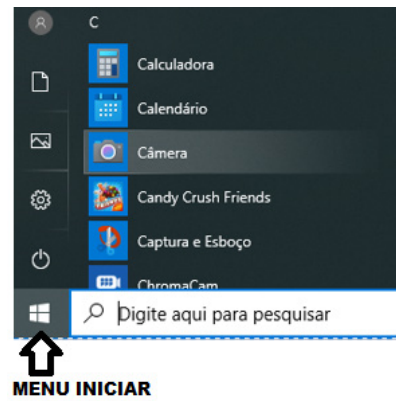 C
Calculadora
Calendário
Câmera
Candy Crush Friends
Captura e Esboço
ChromaCam
Digite aqui para pesquisar
MENU INICIAR